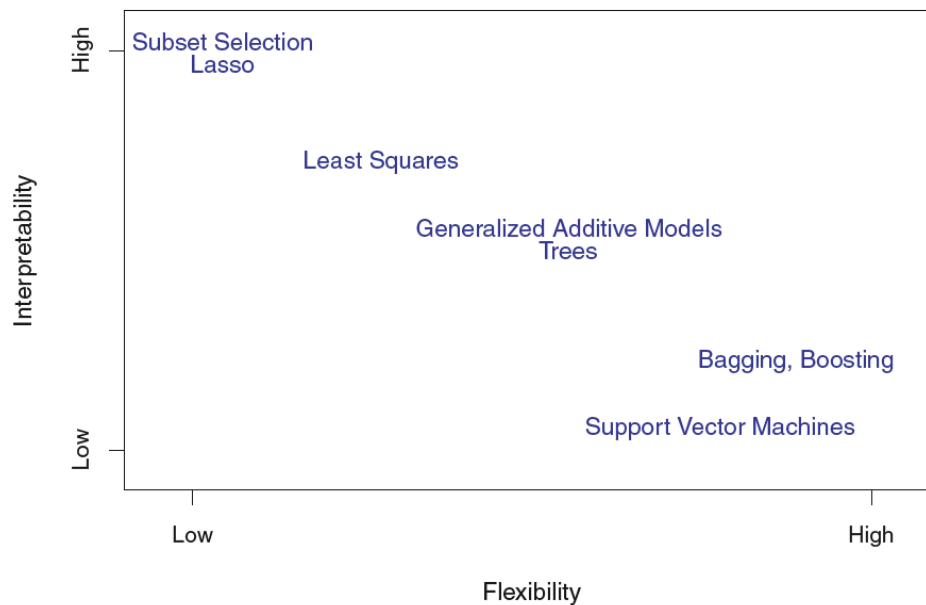 High
Subset Selection
Lasso
Least Squares
Generalized Additive Models
Trees
Interpretability
Bagging, Boosting
Support Vector Machines
Low
Low
High
Flexibility